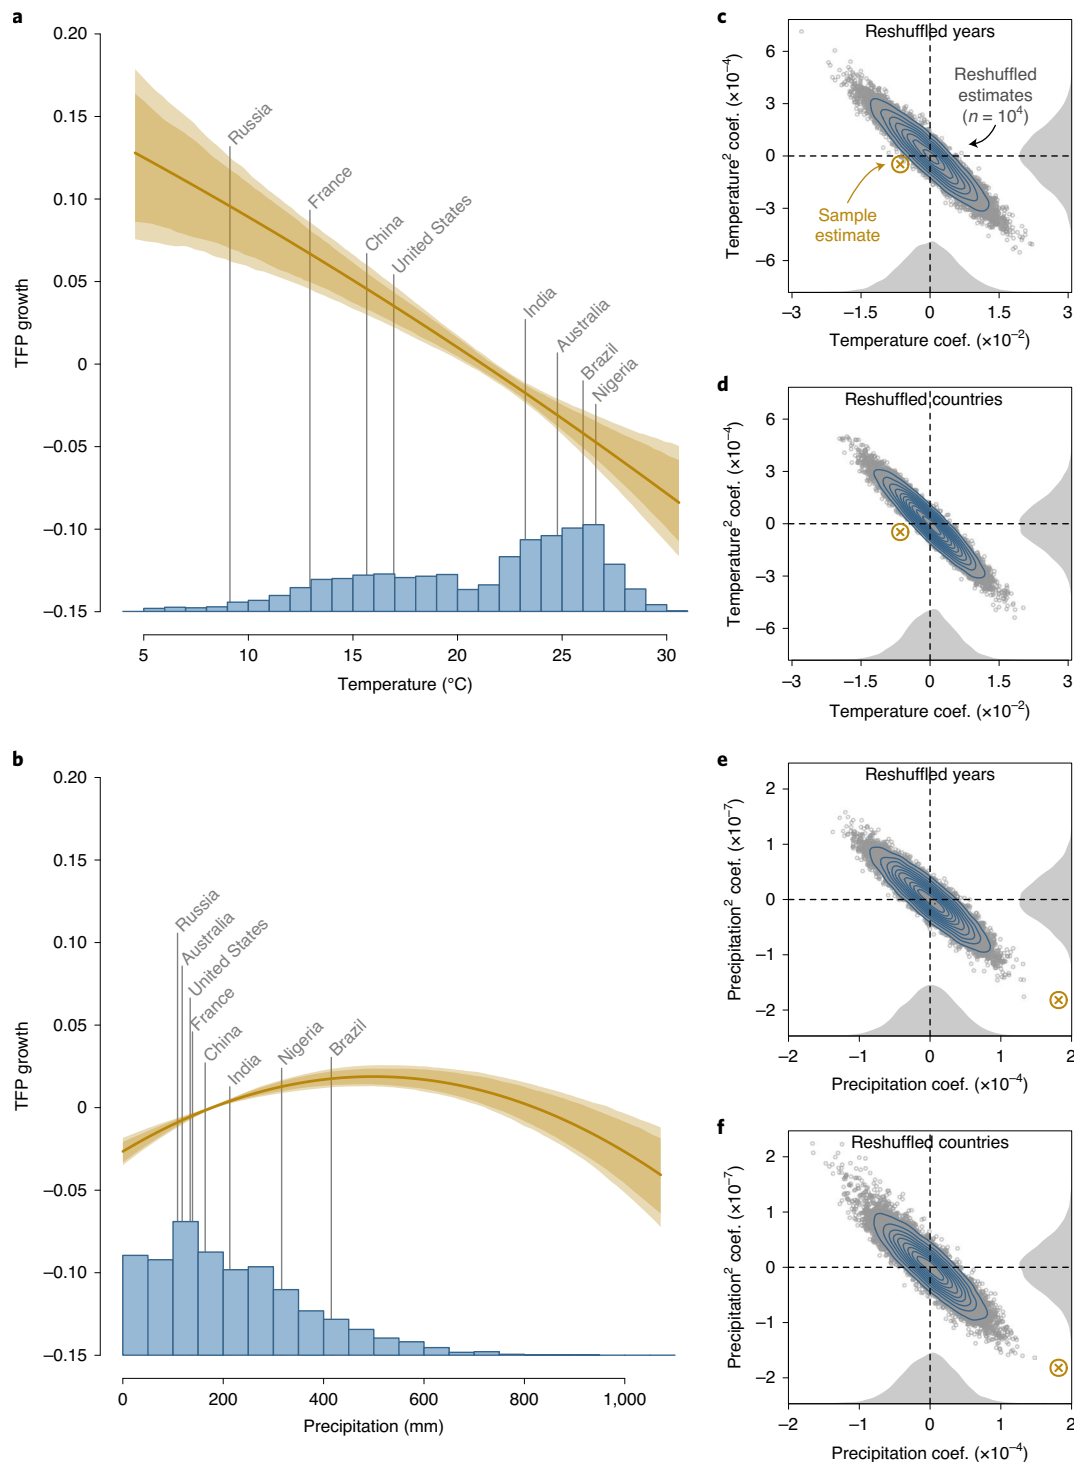 a
0.20
0.15
0.10
0.05
0
−0.05
−0.10
−0.15
TFP growth
Russia
France
China
United States
India
Australia
Brazil
Nigeria
5
10
15
20
25
30
Temperature (°C)
b
0.20
0.15
0.10
0.05
0
−0.05
−0.10
−0.15
TFP growth
Russia
Australia
United States
France
China
India
Nigeria
Brazil
0
200
400
600
800
1,000
Precipitation (mm)
c
Reshuffled years
6
3
0
−3
−6
Temperature² coef. (×10⁻⁴)
Reshuffled
estimates
(n = 10⁴)
Sample
estimate
−3
−1.5
0
1.5
3
Temperature coef. (×10⁻²)
d
Reshuffled countries
6
3
0
−3
−6
Temperature² coef. (×10⁻⁴)
−3
−1.5
0
1.5
3
Temperature coef. (×10⁻²)
e
Reshuffled years
2
1
0
−1
−2
Precipitation² coef. (×10⁻⁷)
−2
−1
0
1
2
Precipitation coef. (×10⁻⁴)
f
Reshuffled countries
2
1
0
−1
−2
Precipitation² coef. (×10⁻⁷)
−2
−1
0
1
2
Precipitation coef. (×10⁻⁴)